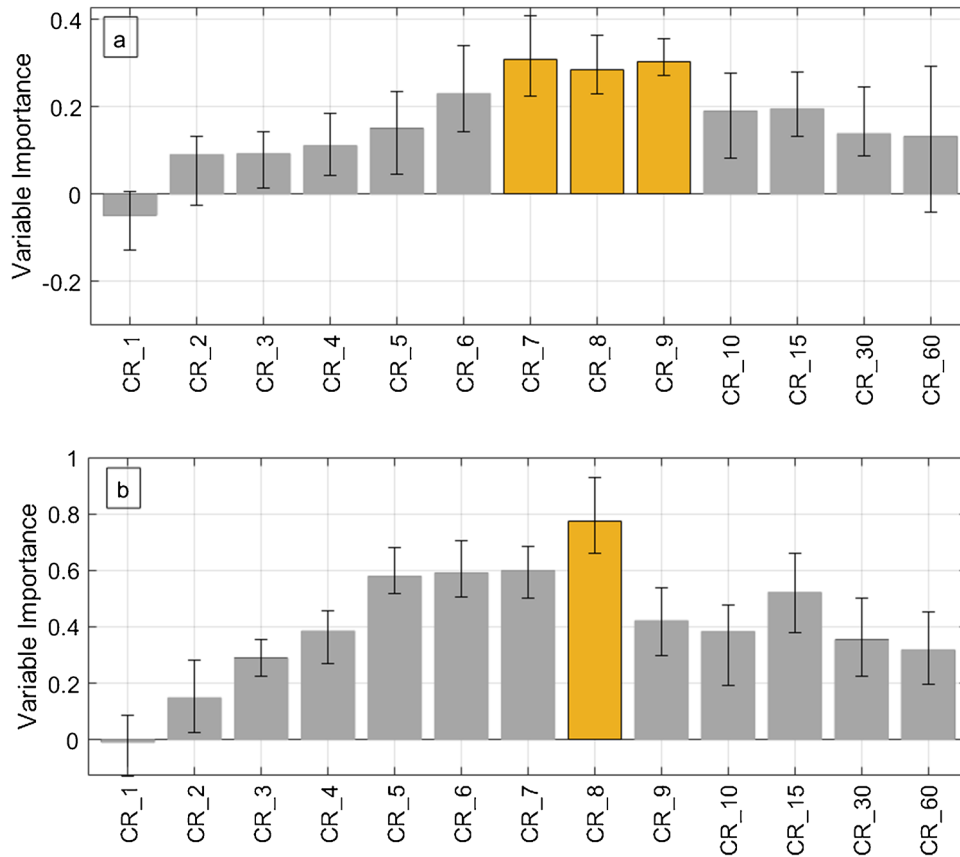 a
Variable Importance
0.4
0.2
0
-0.2
CR_1
CR_2
CR_3
CR_4
CR_5
CR_6
CR_7
CR_8
CR_9
CR_10
CR_15
CR_30
CR_60
b
Variable Importance
1
0.8
0.6
0.4
0.2
0
CR_1
CR_2
CR_3
CR_4
CR_5
CR_6
CR_7
CR_8
CR_9
CR_10
CR_15
CR_30
CR_60